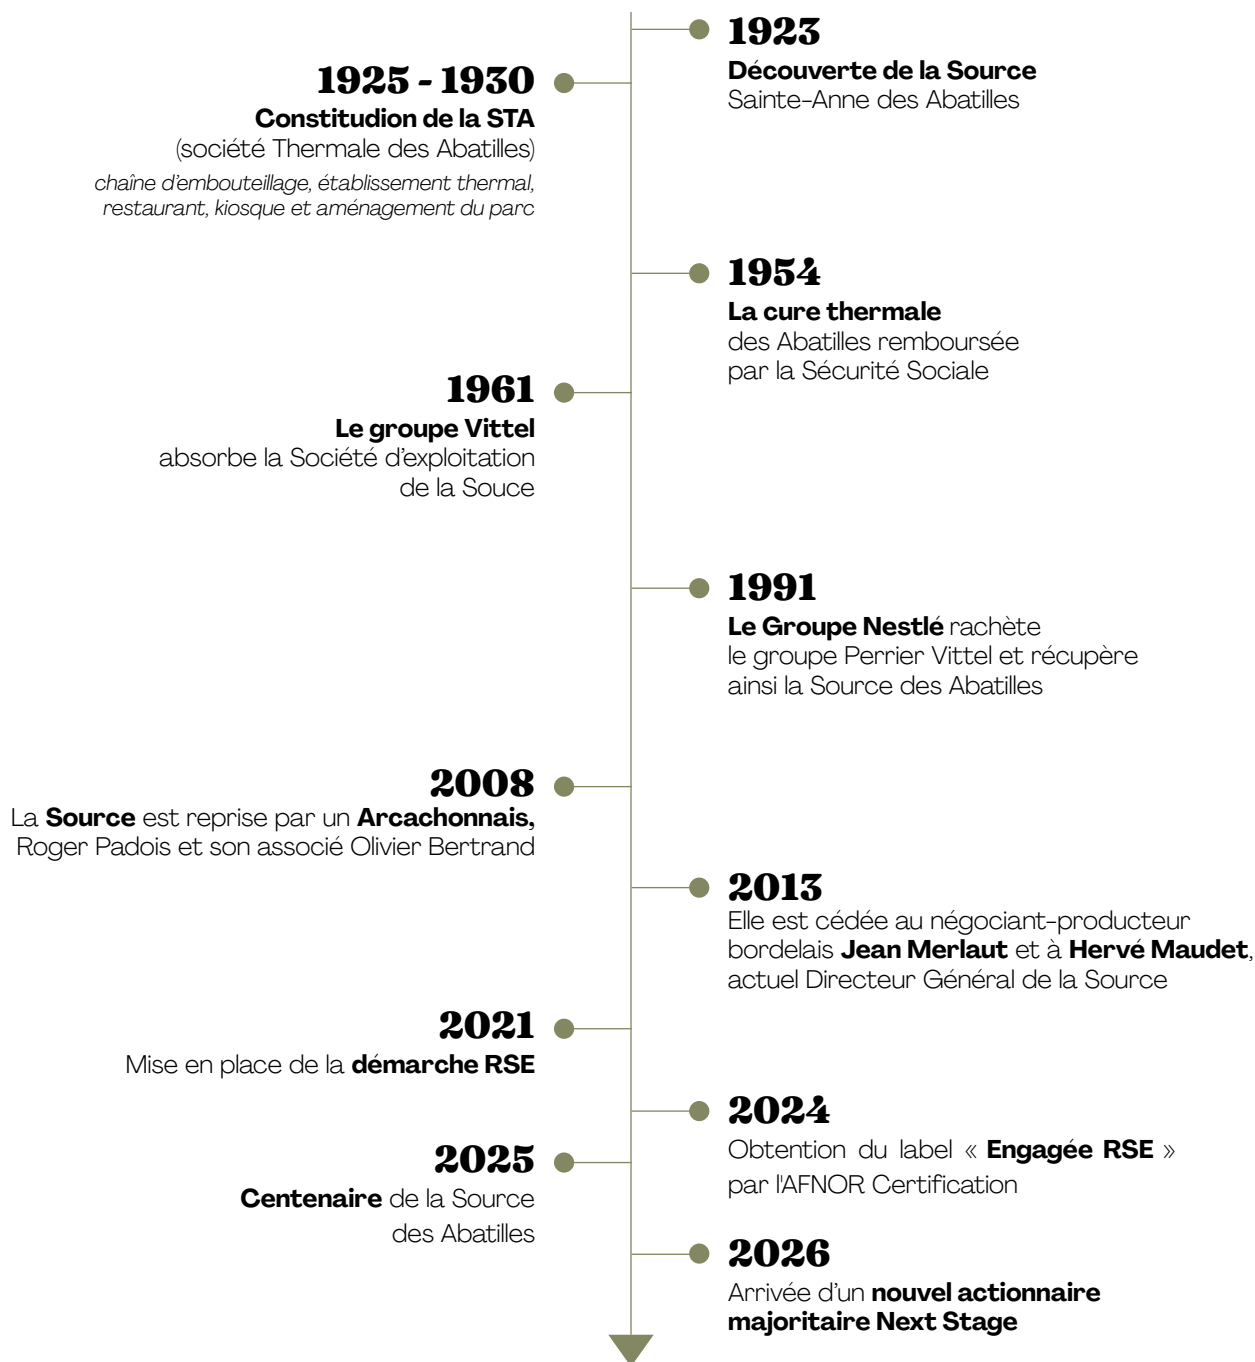 1923
Découverte de la Source
Sainte-Anne des Abatilles
1925 - 1930
Constitudion de la STA
(société Thermale des Abatilles)
chaîne d'embouteillage, établissement thermal,
restaurant, kiosque et aménagement du parc
1954
La cure thermale
des Abatilles remboursée
par la Sécurité Sociale
1961
Le groupe Vittel
absorbe la Société d'exploitation
de la Souce
1991
Le Groupe Nestlé rachète
le groupe Perrier Vittel et récupère
ainsi la Source des Abatilles
2008
La Source est reprise par un Arcachonnais,
Roger Padois et son associé Olivier Bertrand
2013
Elle est cédée au négociant-producteur
bordelais Jean Merlaut et à Hervé Maudet,
actuel Directeur Général de la Source
2021
Mise en place de la démarche RSE
2024
Obtention du label « Engagée RSE »
par l'AFNOR Certification
2025
Centenaire de la Source
des Abatilles
2026
Arrivée d'un nouvel actionnaire
majoritaire Next Stage